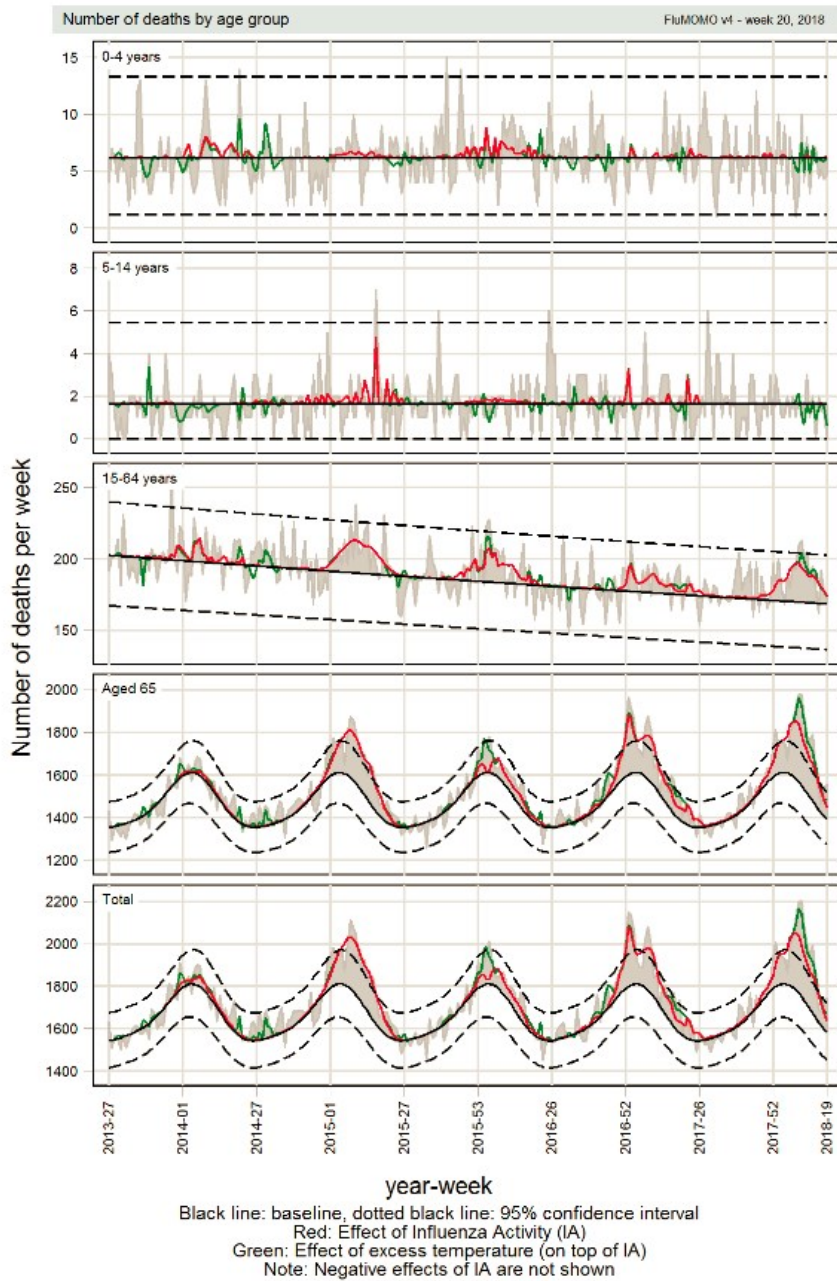 Number of deaths by age group
FluMOMO v4 - week 20, 2018
0-4 years
15
10
5
0
5-14 years
8
6
4
2
0
15-64 years
250
200
150
Aged 65
2000
1800
1600
1400
1200
Total
2200
2000
1800
1600
1400
Number of deaths per week
2013-27
2014-01
2014-27
2015-01
2015-27
2015-53
2016-26
2016-52
2017-26
2017-52
2018-19
year-week
Black line: baseline, dotted black line: 95% confidence interval
Red: Effect of Influenza Activity (IA)
Green: Effect of excess temperature (on top of IA)
Note: Negative effects of IA are not shown